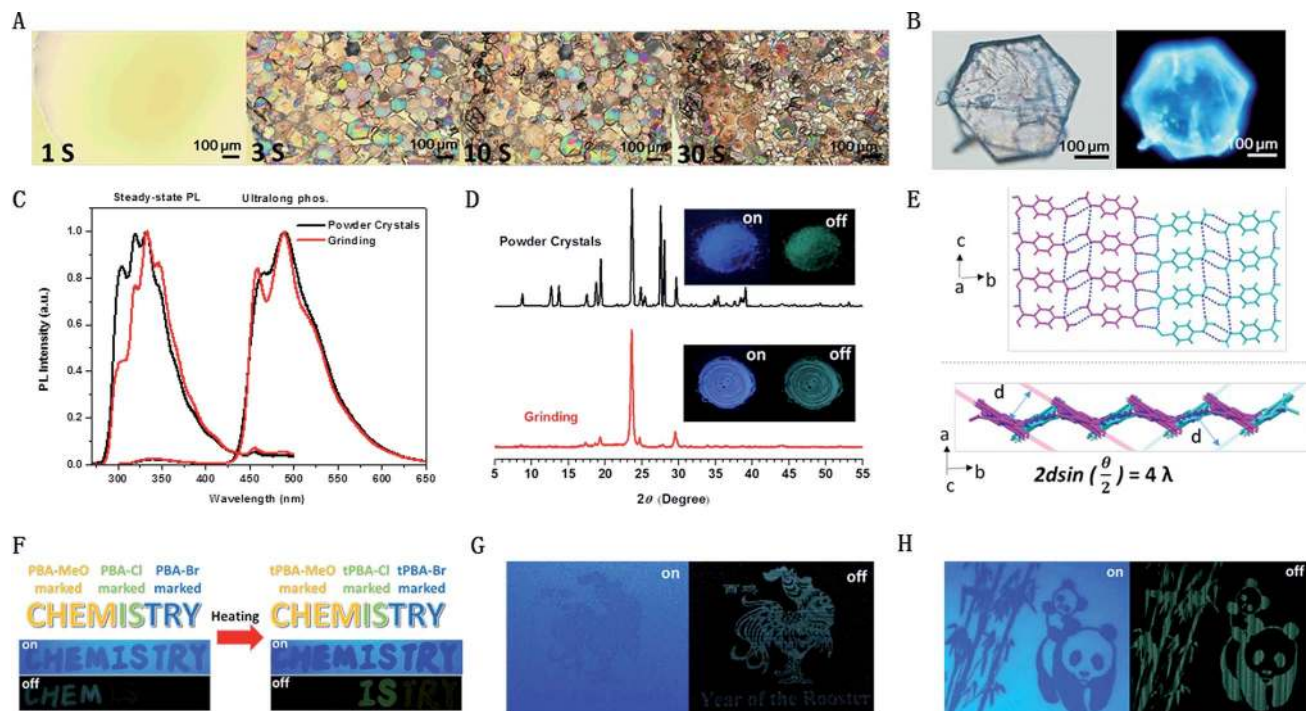 A
1 S
100 µm
3 S
100 µm
10 S
100 µm
30 S
100 µm
B
100 µm
100 µm
C
Steady-state PL
Ultralong phos.
Powder Crystals
Grinding
PL Intensity (a.u.)
1.0
0.8
0.6
0.4
0.2
0.0
300 350 400 450 500 550 600 650
Wavelength (nm)
D
Powder Crystals
on
off
Grinding
on
off
5 10 15 20 25 30 35 40 45 50 55
2θ (Degree)
E
c
a
b
d
d
a
c
b
2dsin (θ/2) = 4 λ
F
PBA-MeO PBA-Cl PBA-Br
marked marked marked
CHEMISTRY
on
CHEMISTRY
off
CHEM
Heating
tPBA-MeO tPBA-Cl tPBA-Br
marked marked marked
CHEMISTRY
on
CHEMISTRY
off
ISTRY
G
on
off
Year of the Rooster
H
on
off